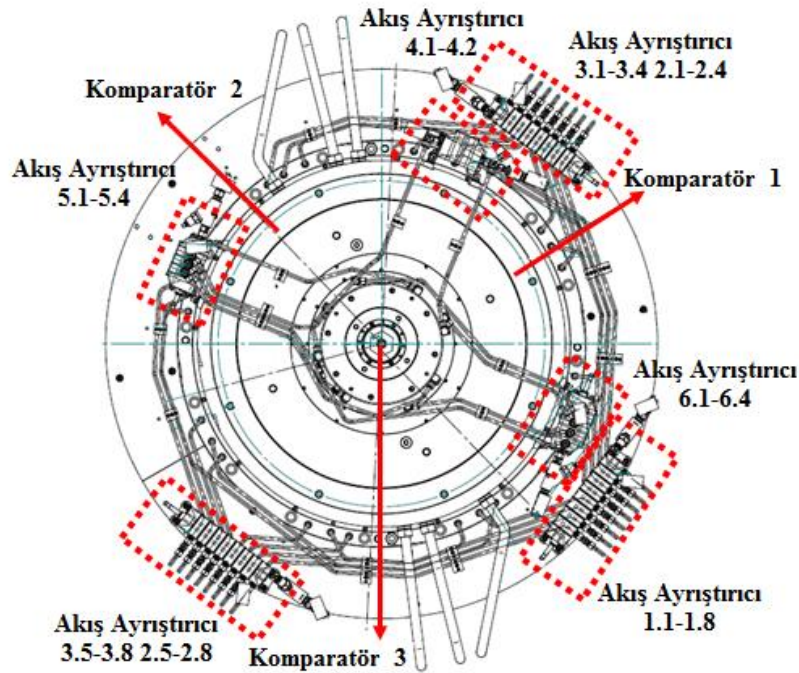 Akış Ayrıştırıcı
4.1-4.2
Akış Ayrıştırıcı
3.1-3.4 2.1-2.4
Komparatör 2
Akış Ayrıştırıcı
5.1-5.4
Komparatör 1
Akış Ayrıştırıcı
6.1-6.4
Akış Ayrıştırıcı
1.1-1.8
Akış Ayrıştırıcı
3.5-3.8 2.5-2.8
Komparatör 3